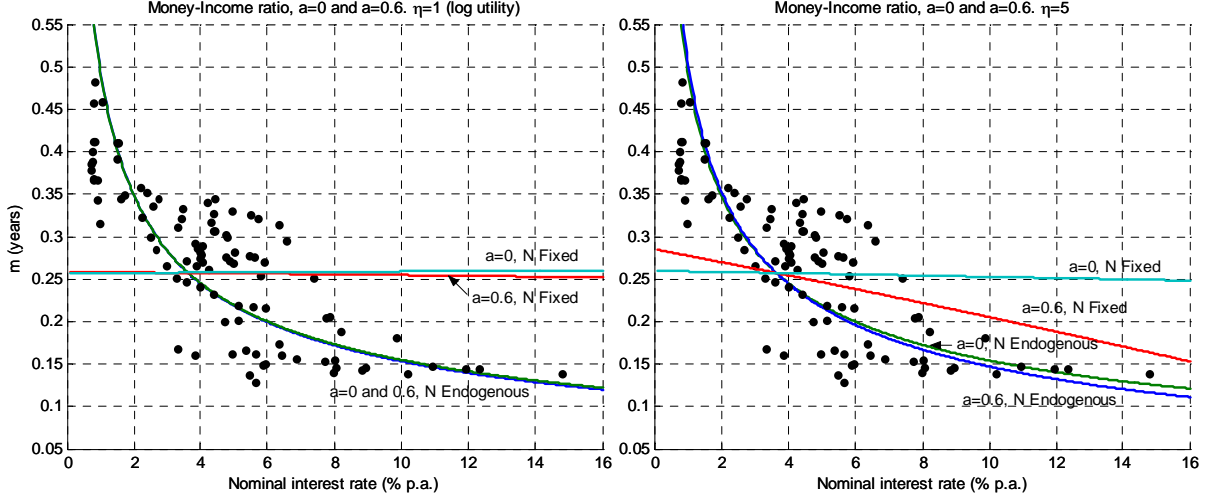 Money-Income ratio, a=0 and a=0.6. η=1 (log utility)
0.55
0.5
0.45
0.4
0.35
0.3
0.25
0.2
0.15
0.1
0.05
m (years)
a=0, N Fixed
a=0.6, N Fixed
a=0 and 0.6, N Endogenous
0 2 4 6 8 10 12 14 16
Nominal interest rate (% p.a.)
Money-Income ratio, a=0 and a=0.6. η=5
0.55
0.5
0.45
0.4
0.35
0.3
0.25
0.2
0.15
0.1
0.05
a=0, N Fixed
a=0.6, N Fixed
a=0, N Endogenous
a=0.6, N Endogenous
0 2 4 6 8 10 12 14 16
Nominal interest rate (% p.a.)